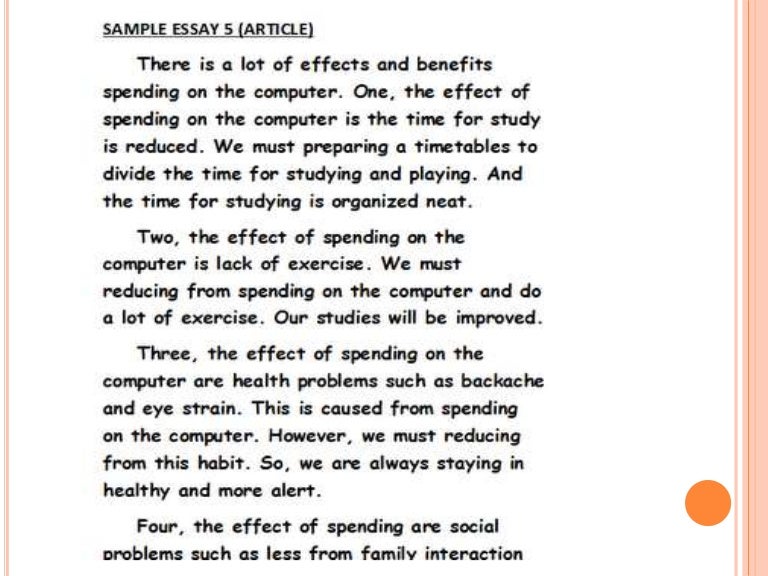 SAMPLE ESSAY 5 (ARTICLE)
There is a lot of effects and benefits
spending on the computer. One, the effect of
spending on the computer is the time for study
is reduced. We must preparing a timetables to
divide the time for studying and playing. And
the time for studying is organized neat.
Two, the effect of spending on the
computer is lack of exercise. We must
reducing from spending on the computer and do
a lot of exercise. Our studies will be improved.
Three, the effect of spending on the
computer are health problems such as backache
and eye strain. This is caused from spending
on the computer. However, we must reducing
from this habit. So, we are always staying in
healthy and more alert.
Four, the effect of spending are social
problems such as less from family interaction